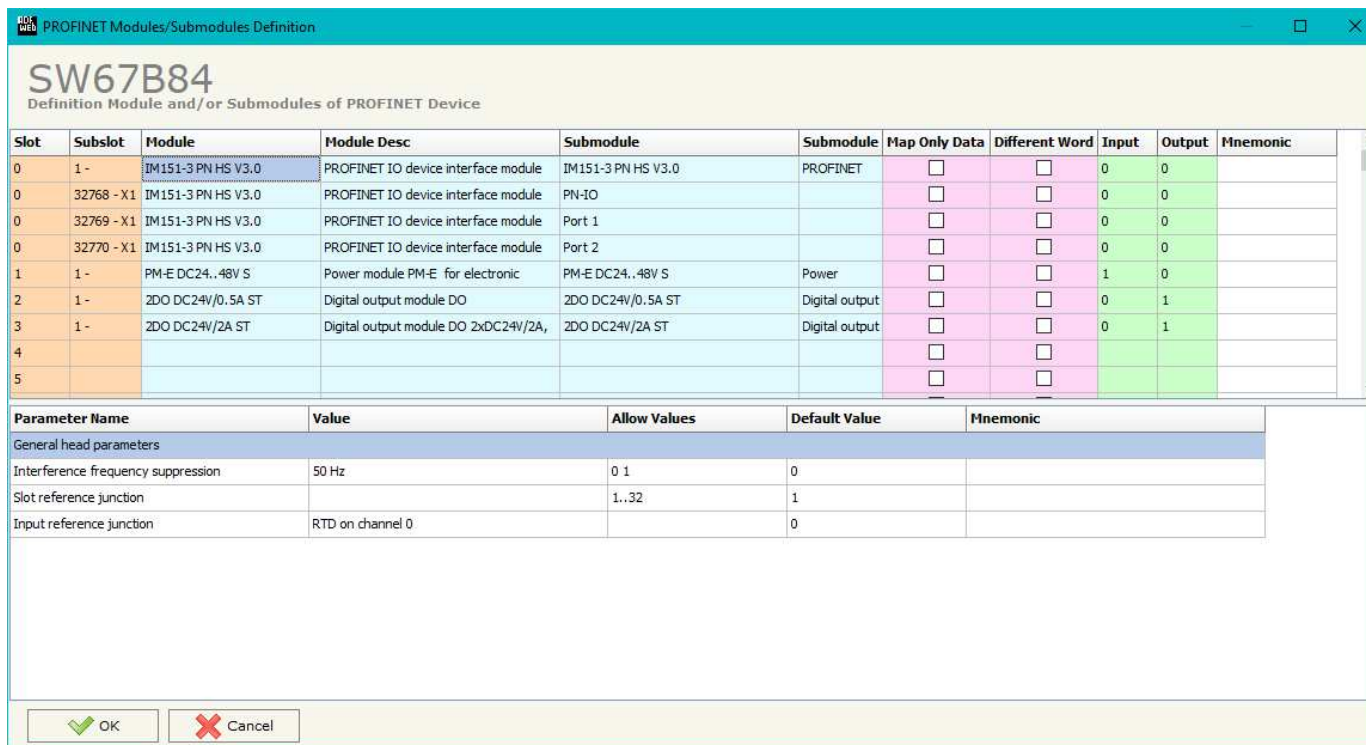 ADF WEB PROFINET Modules/Submodules Definition
SW67B84
Definition Module and/or Submodules of PROFINET Device
Slot Subslot Module Module Desc Submodule Submodule Map Only Data Different Word Input Output Mnemonic
0 1 - IM151-3 PN HS V3.0 PROFINET IO device interface module IM151-3 PN HS V3.0 PROFINET 0 0
0 32768 - X1 IM151-3 PN HS V3.0 PROFINET IO device interface module PN-IO 0 0
0 32769 - X1 IM151-3 PN HS V3.0 PROFINET IO device interface module Port 1 0 0
0 32770 - X1 IM151-3 PN HS V3.0 PROFINET IO device interface module Port 2 0 0
1 1 - PM-E DC24..48V S Power module PM-E for electronic PM-E DC24..48V S Power 1 0
2 1 - 2DO DC24V/0.5A ST Digital output module DO 2DO DC24V/0.5A ST Digital output 0 1
3 1 - 2DO DC24V/2A ST Digital output module DO 2xDC24V/2A, 2DO DC24V/2A ST Digital output 0 1
4
5
Parameter Name Value Allow Values Default Value Mnemonic
General head parameters
Interference frequency suppression 50 Hz 0 1 0
Slot reference junction 1..32 1
Input reference junction RTD on channel 0 0
OK Cancel